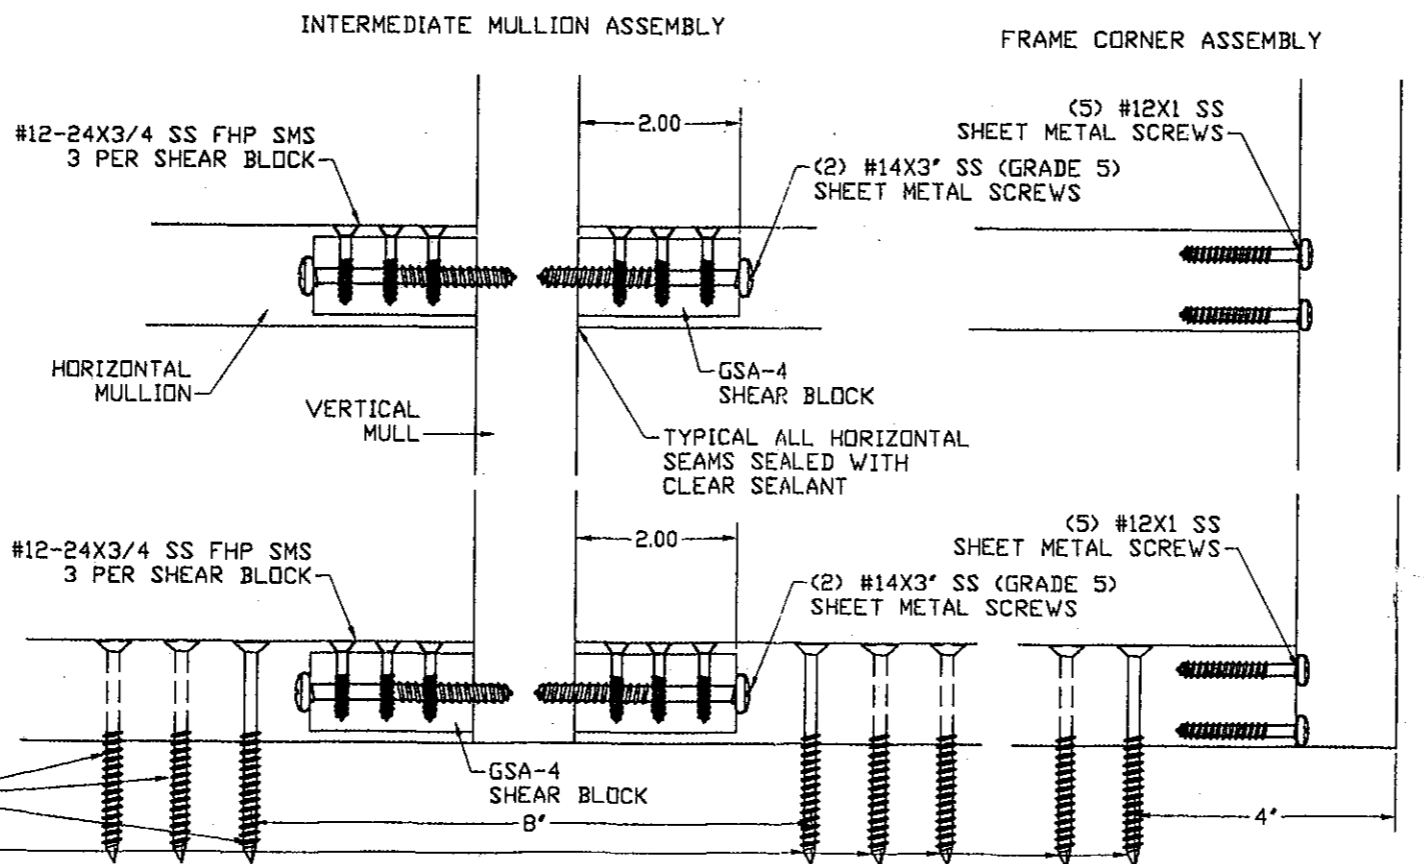 INTERMEDIATE MULLION ASSEMBLY
FRAME CORNER ASSEMBLY
#12-24X3/4 SS FHP SMS
3 PER SHEAR BLOCK
2.00
(2) #14X3" SS (GRADE 5)
SHEET METAL SCREWS
(5) #12X1 SS
SHEET METAL SCREWS
HORIZONTAL
MULLION
VERTICAL
MULL
GSA-4
SHEAR BLOCK
TYPICAL ALL HORIZONTAL
SEAMS SEALED WITH
CLEAR SEALANT
#12-24X3/4 SS FHP SMS
3 PER SHEAR BLOCK
2.00
(2) #14X3" SS (GRADE 5)
SHEET METAL SCREWS
(5) #12X1 SS
SHEET METAL SCREWS
GSA-4
SHEAR BLOCK
8"
4"